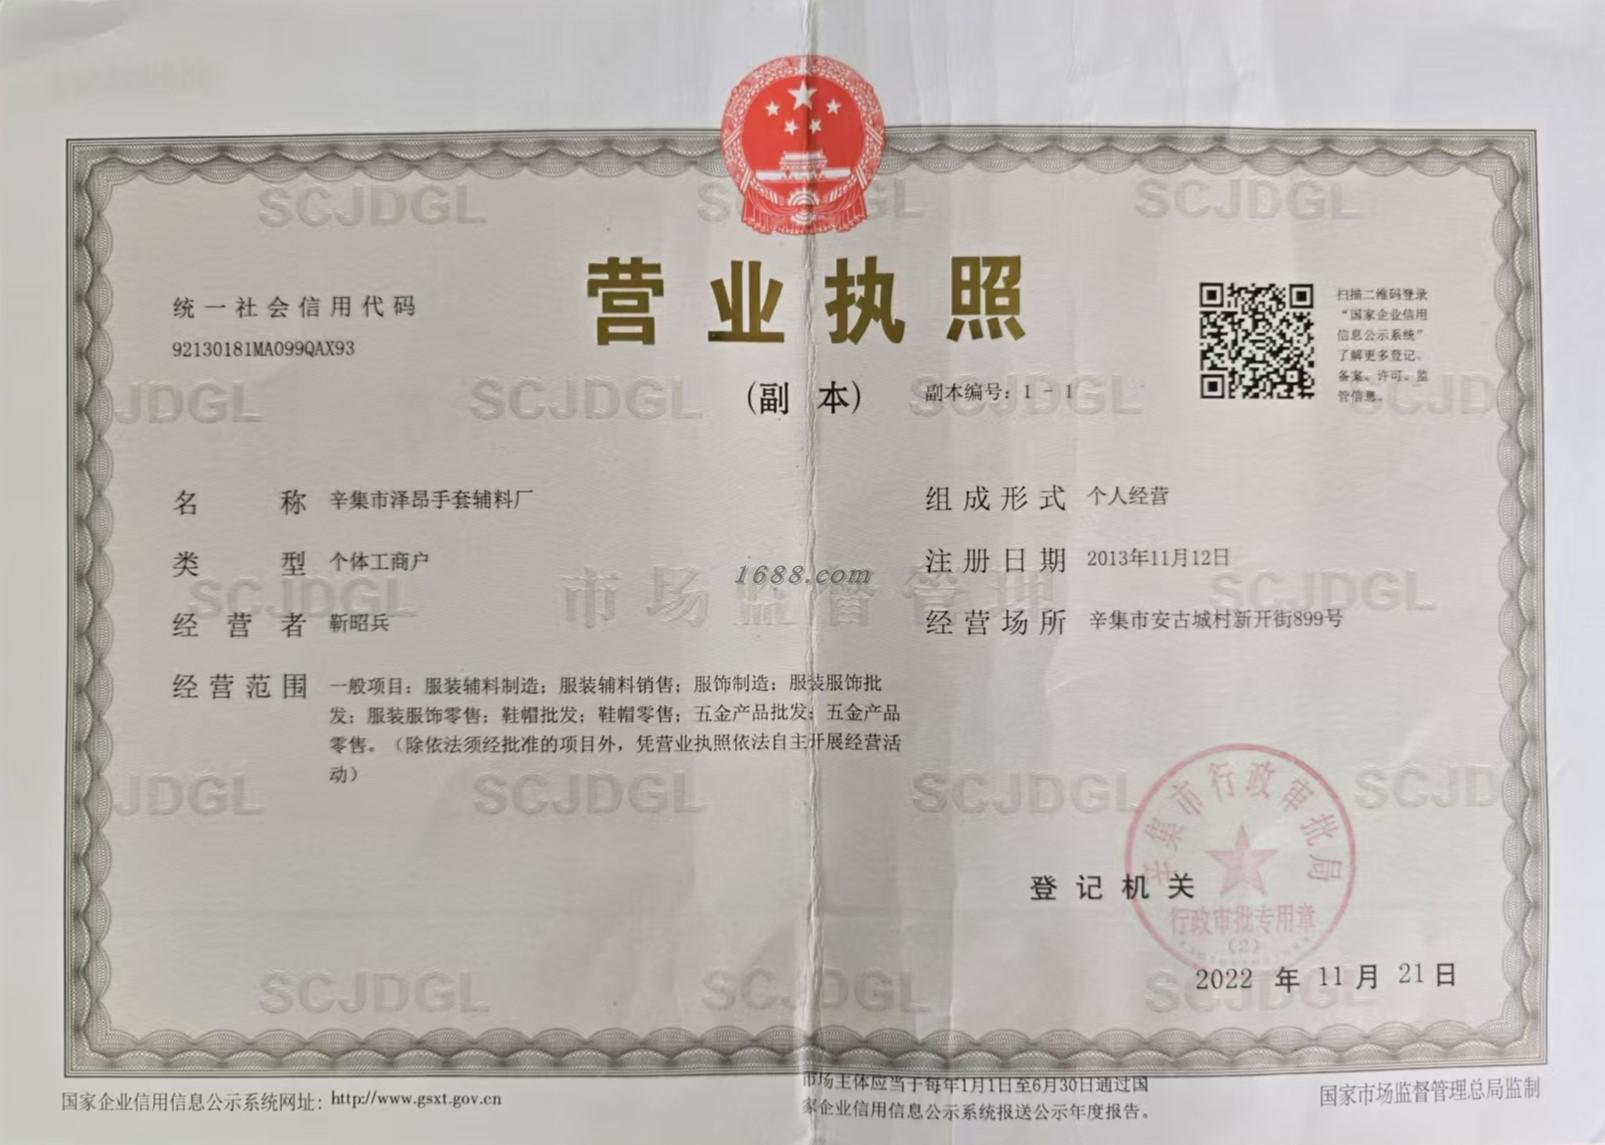 营业执照
(副 本)
副本编号：1 - 1
统一社会信用代码
92130181MA099QAX93
扫描二维码登录
“国家企业信用
信息公示系统”
了解更多登记、
备案、许可、监
管信息。
名 称 辛集市泽昂手套辅料厂
类 型 个体工商户
经营者 靳昭兵
经营范围 一般项目：服装辅料制造；服装辅料销售；服饰制造；服装服饰批
发；服装服饰零售；鞋帽批发；鞋帽零售；五金产品批发；五金产品
零售。（除依法须经批准的项目外，凭营业执照依法自主开展经营活
动）
组成形式 个人经营
注册日期 2013年11月12日
经营场所 辛集市安古城村新开街899号
1688.com
市场监督管理
SCJDGL
登记机关
辛集市行政审批局
行政审批专用章
（2）
2022 年 11 月 21 日
国家企业信用信息公示系统网址：http://www.gsxt.gov.cn
市场主体应当于每年1月1日至6月30日通过国
家企业信用信息公示系统报送公示年度报告。
国家市场监督管理总局监制